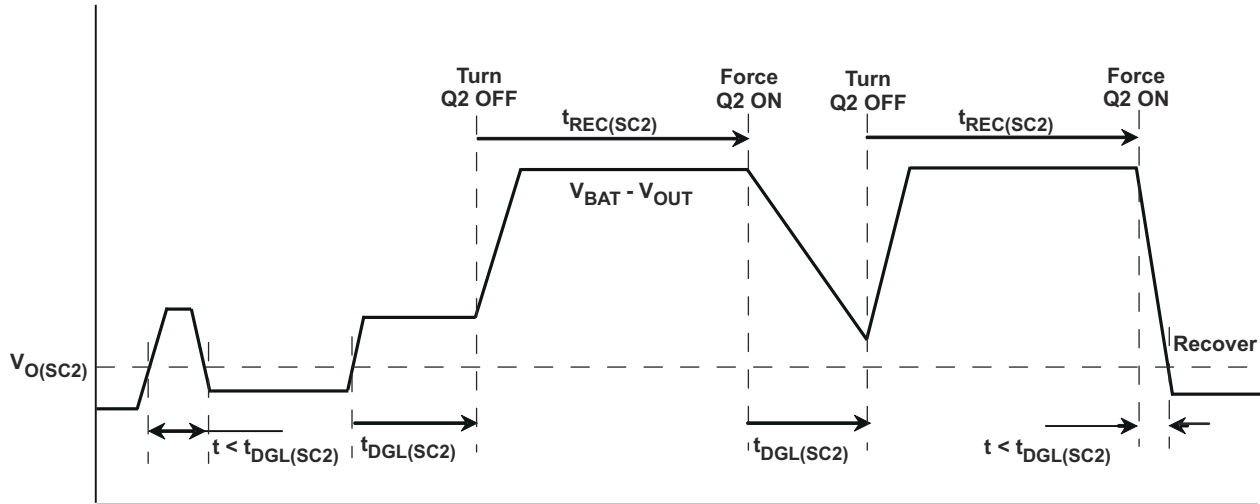 Turn
Q2 OFF
Force
Q2 ON
Turn
Q2 OFF
Force
Q2 ON
tREC(SC2)
tREC(SC2)
VBAT - VOUT
VO(SC2)
Recover
t < tDGL(SC2)
tDGL(SC2)
tDGL(SC2)
t < tDGL(SC2)